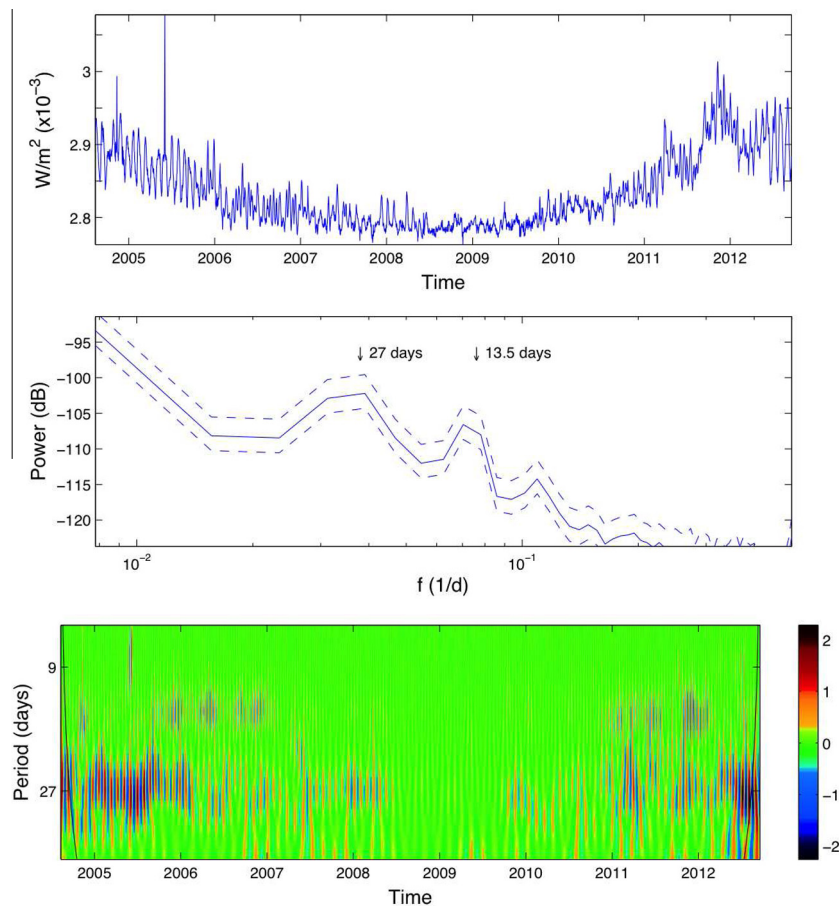 W/m² (x10⁻³)
3
2.9
2.8
2005 2006 2007 2008 2009 2010 2011 2012
Time
Power (dB)
−95
−100
−105
−110
−115
−120
↓ 27 days ↓ 13.5 days
10⁻² 10⁻¹
f (1/d)
Period (days)
9
27
2005 2006 2007 2008 2009 2010 2011 2012
Time
2
1
0
−1
−2